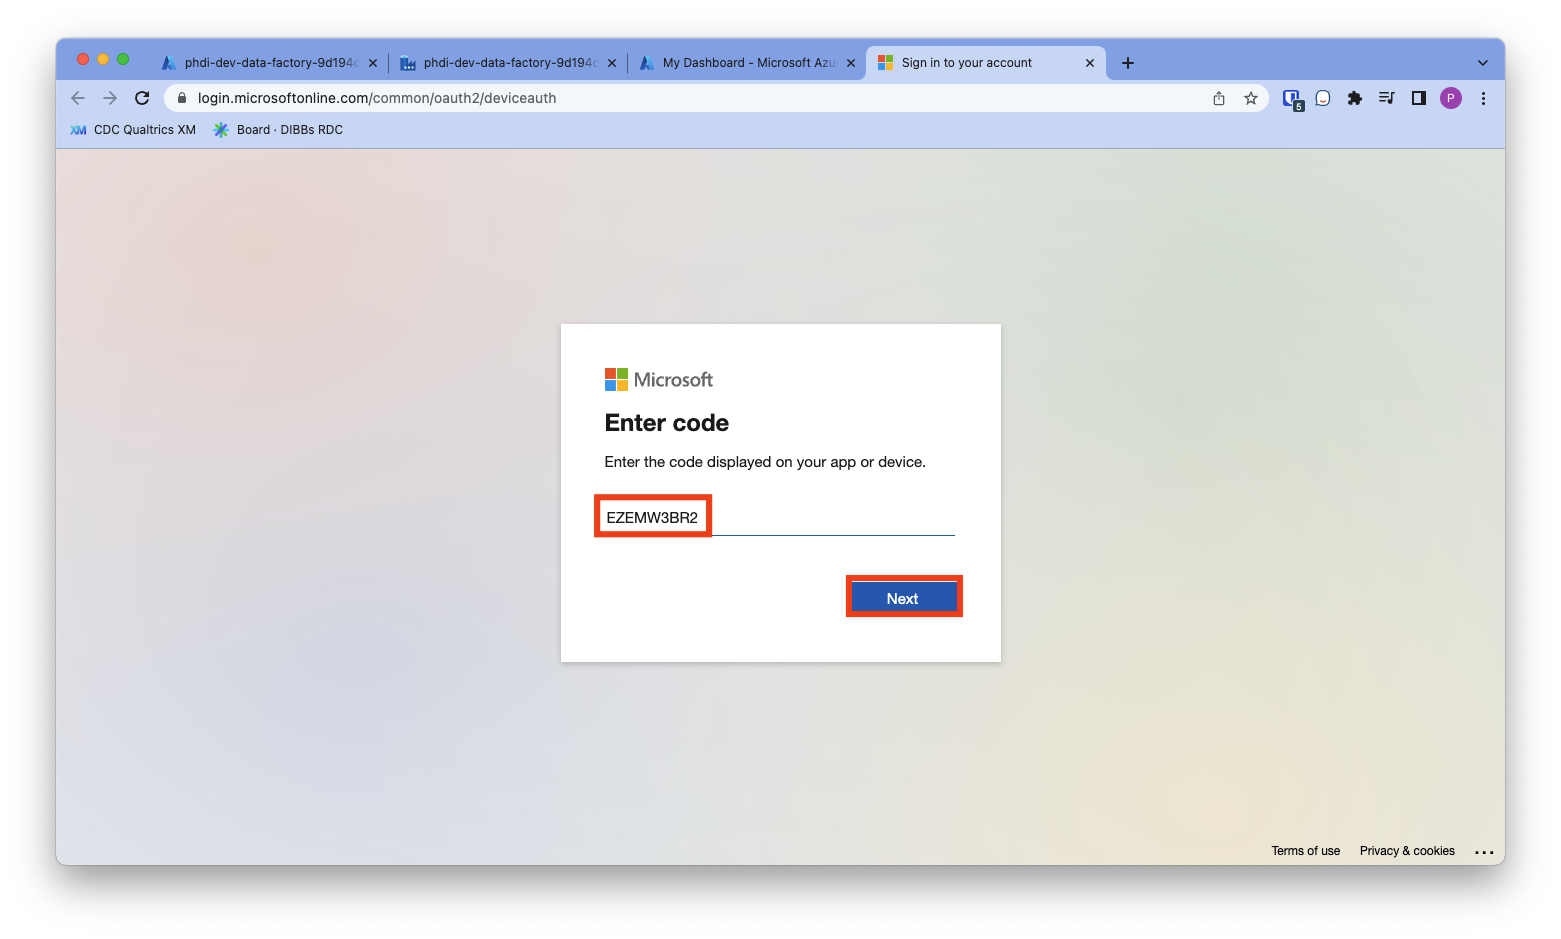 phdi-dev-data-factory-9d194c
phdi-dev-data-factory-9d194c
My Dashboard - Microsoft Azu
Sign in to your account
login.microsoftonline.com/common/oauth2/deviceauth
5
P
XM CDC Qualtrics XM
Board · DIBBs RDC
Microsoft
Enter code
Enter the code displayed on your app or device.
EZEMW3BR2
Next
Terms of use
Privacy & cookies
...